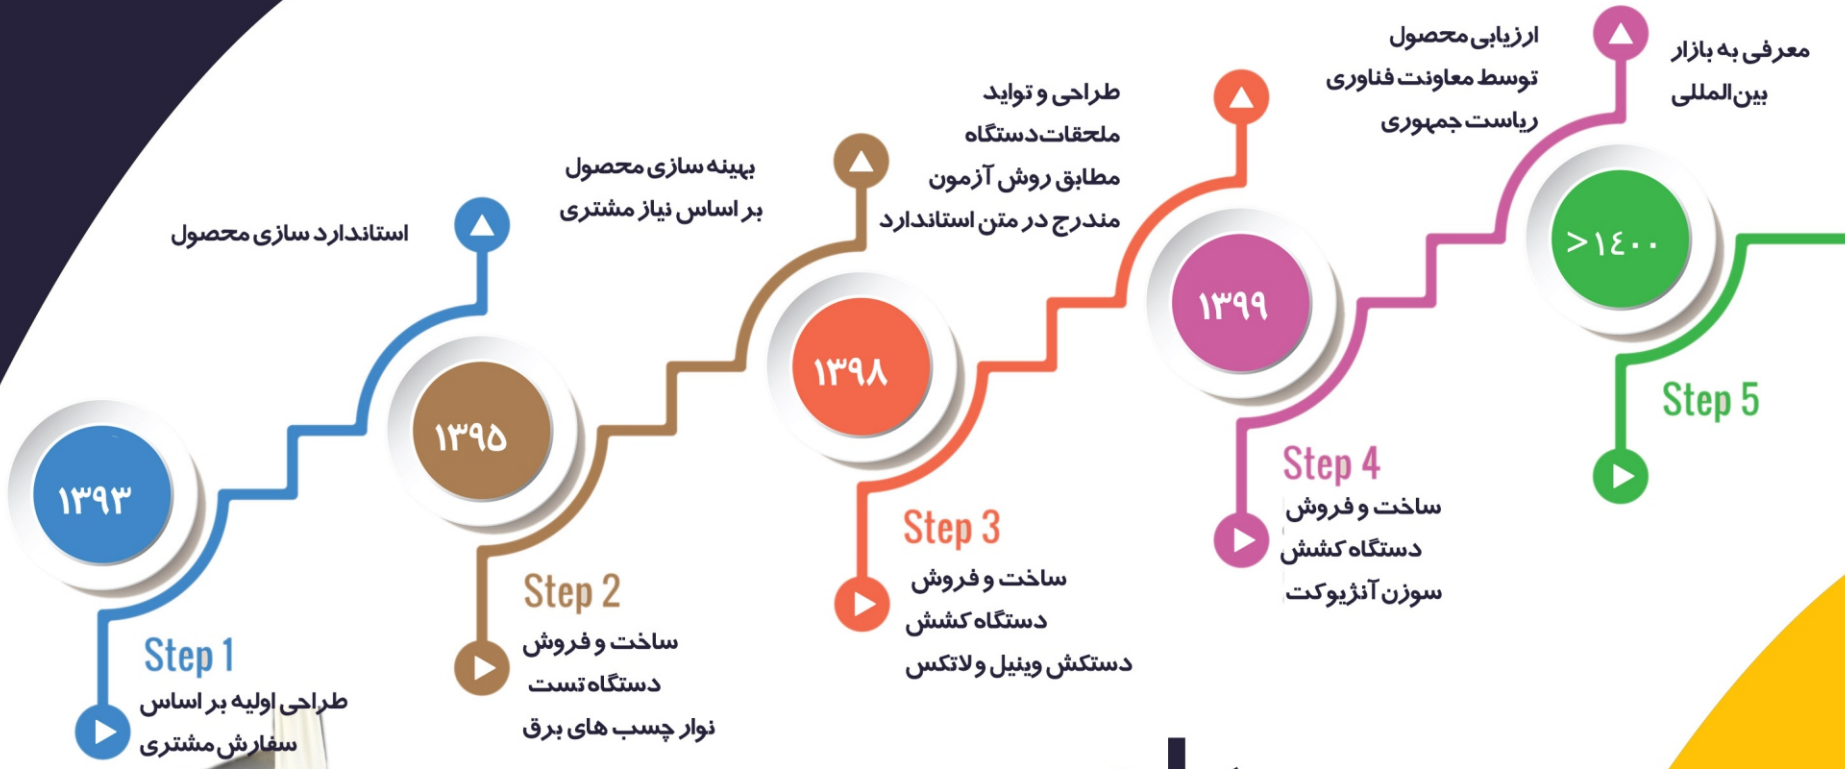 ۱۳۹۳
Step 1
طراحی اولیه بر اساس
سفارش مشتری
استاندارد سازی محصول
۱۳۹۵
Step 2
ساخت و فروش
دستگاه تست
نوار چسب های برق
بهینه سازی محصول
بر اساس نیاز مشتری
۱۳۹۸
Step 3
ساخت و فروش
دستگاه کشش
دستکش وینیل و لاتکس
طراحی و تواید
ملحقات دستگاه
مطابق روش آزمون
مندرج در متن استاندارد
۱۳۹۹
Step 4
ساخت و فروش
دستگاه کشش
سوزن آنژیوکت
ارزیابی محصول
توسط معاونت فناوری
ریاست جمهوری
>١٤٠٠
Step 5
معرفی به بازار
بین‌المللی